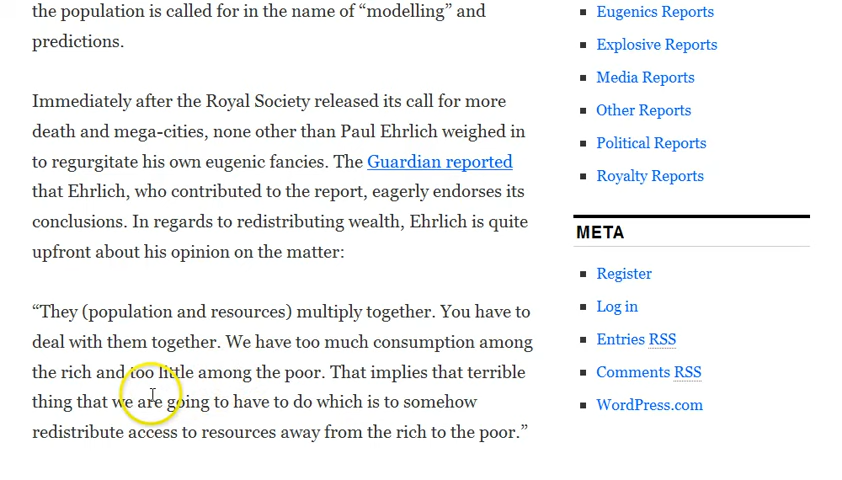 the population is called for in the name of “modelling” and
predictions.
Immediately after the Royal Society released its call for more
death and mega-cities, none other than Paul Ehrlich weighed in
to regurgitate his own eugenic fancies. The Guardian reported
that Ehrlich, who contributed to the report, eagerly endorses its
conclusions. In regards to redistributing wealth, Ehrlich is quite
upfront about his opinion on the matter:
“They (population and resources) multiply together. You have to
deal with them together. We have too much consumption among
the rich and too little among the poor. That implies that terrible
thing that we are going to have to do which is to somehow
redistribute access to resources away from the rich to the poor.”
Eugenics Reports
Explosive Reports
Media Reports
Other Reports
Political Reports
Royalty Reports
META
Register
Log in
Entries RSS
Comments RSS
WordPress.com